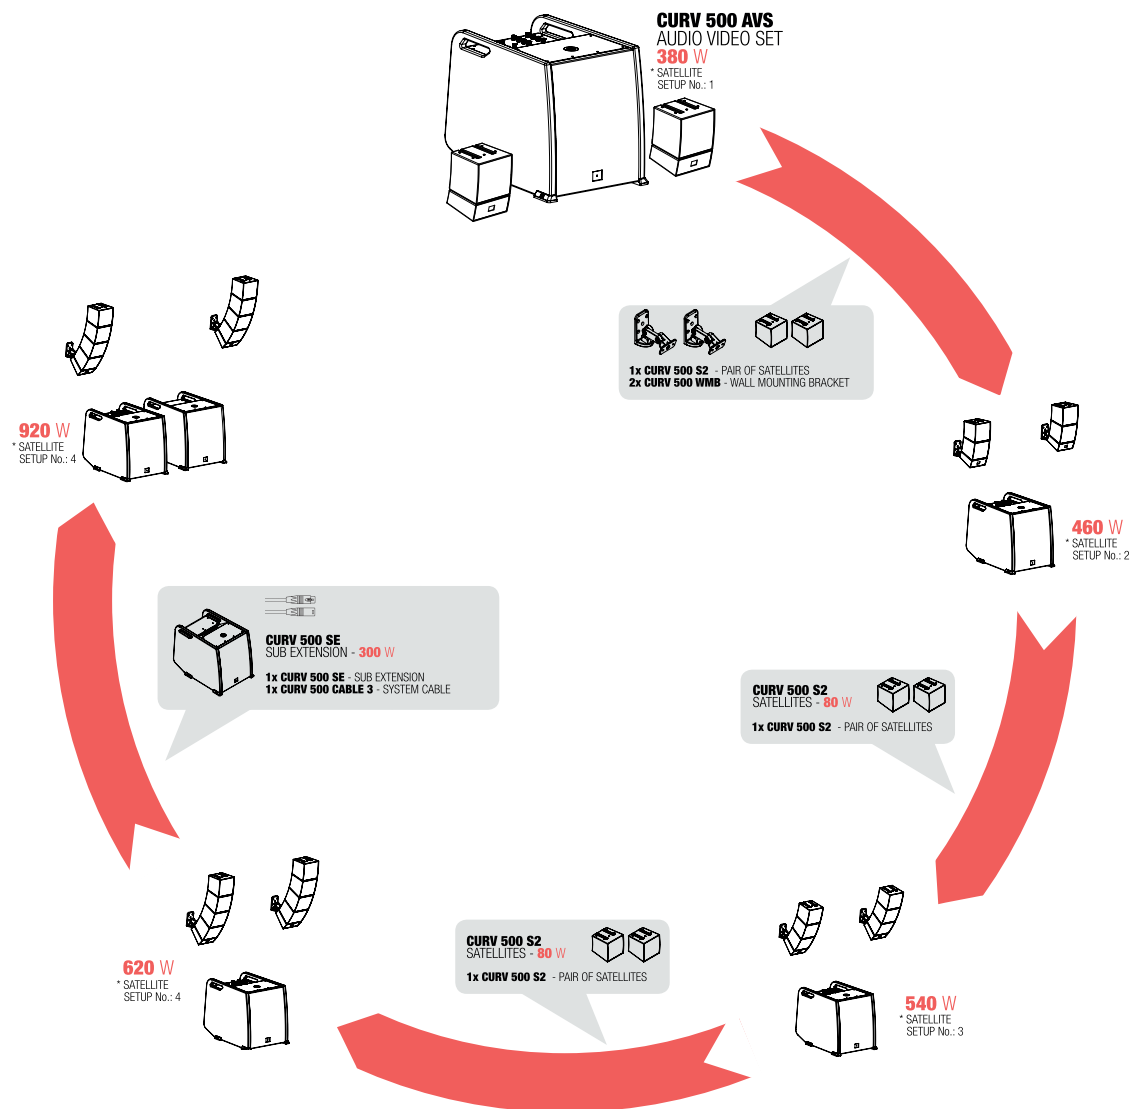 CURV 500 AVS
AUDIO VIDEO SET
380 W
* SATELLITE
SETUP No.: 1
1x CURV 500 S2 - PAIR OF SATELLITES
2x CURV 500 WMB - WALL MOUNTING BRACKET
460 W
* SATELLITE
SETUP No.: 2
CURV 500 S2
SATELLITES - 80 W
1x CURV 500 S2 - PAIR OF SATELLITES
540 W
* SATELLITE
SETUP No.: 3
CURV 500 S2
SATELLITES - 80 W
1x CURV 500 S2 - PAIR OF SATELLITES
620 W
* SATELLITE
SETUP No.: 4
CURV 500 SE
SUB EXTENSION - 300 W
1x CURV 500 SE - SUB EXTENSION
1x CURV 500 CABLE 3 - SYSTEM CABLE
920 W
* SATELLITE
SETUP No.: 4